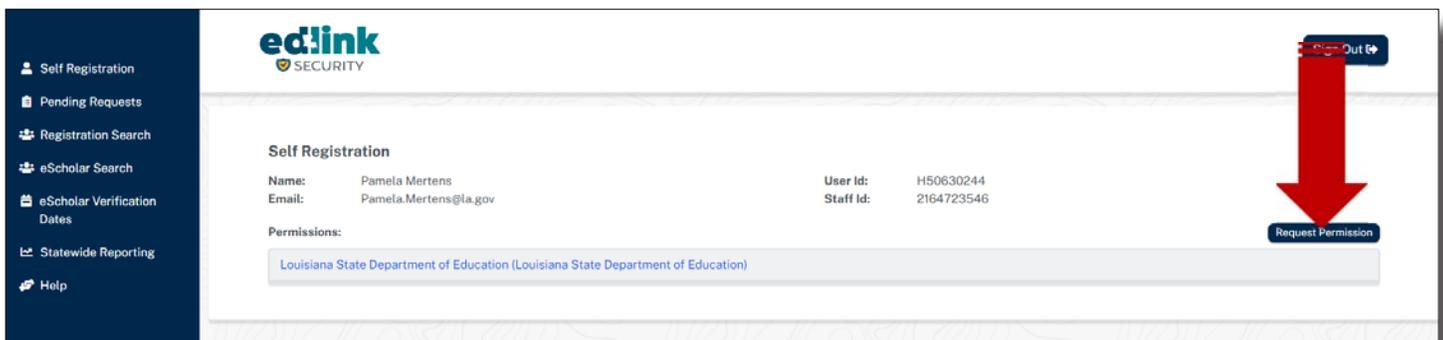 Self Registration
Pending Requests
Registration Search
eScholar Search
eScholar Verification
Dates
Statewide Reporting
Help
edlink
SECURITY
Sign Out
Self Registration
Name: Pamela Mertens User Id: H50630244
Email: Pamela.Mertens@la.gov Staff Id: 2164723546
Permissions: Request Permission
Louisiana State Department of Education (Louisiana State Department of Education)